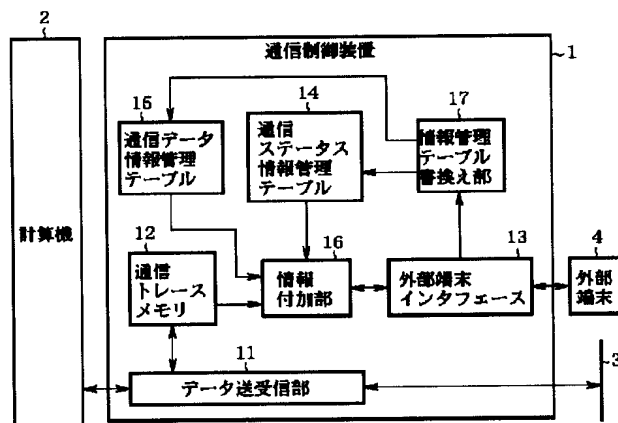 2
通信制御装置
1
15
通信データ
情報管理
テーブル
14
通信
ステータス
情報管理
テーブル
17
情報管理
テーブル
書換え部
計算機
12
通信
トレース
メモリ
16
情報
付加部
13
外部端末
インタフェース
4
外部
端末
11
データ送受信部
3